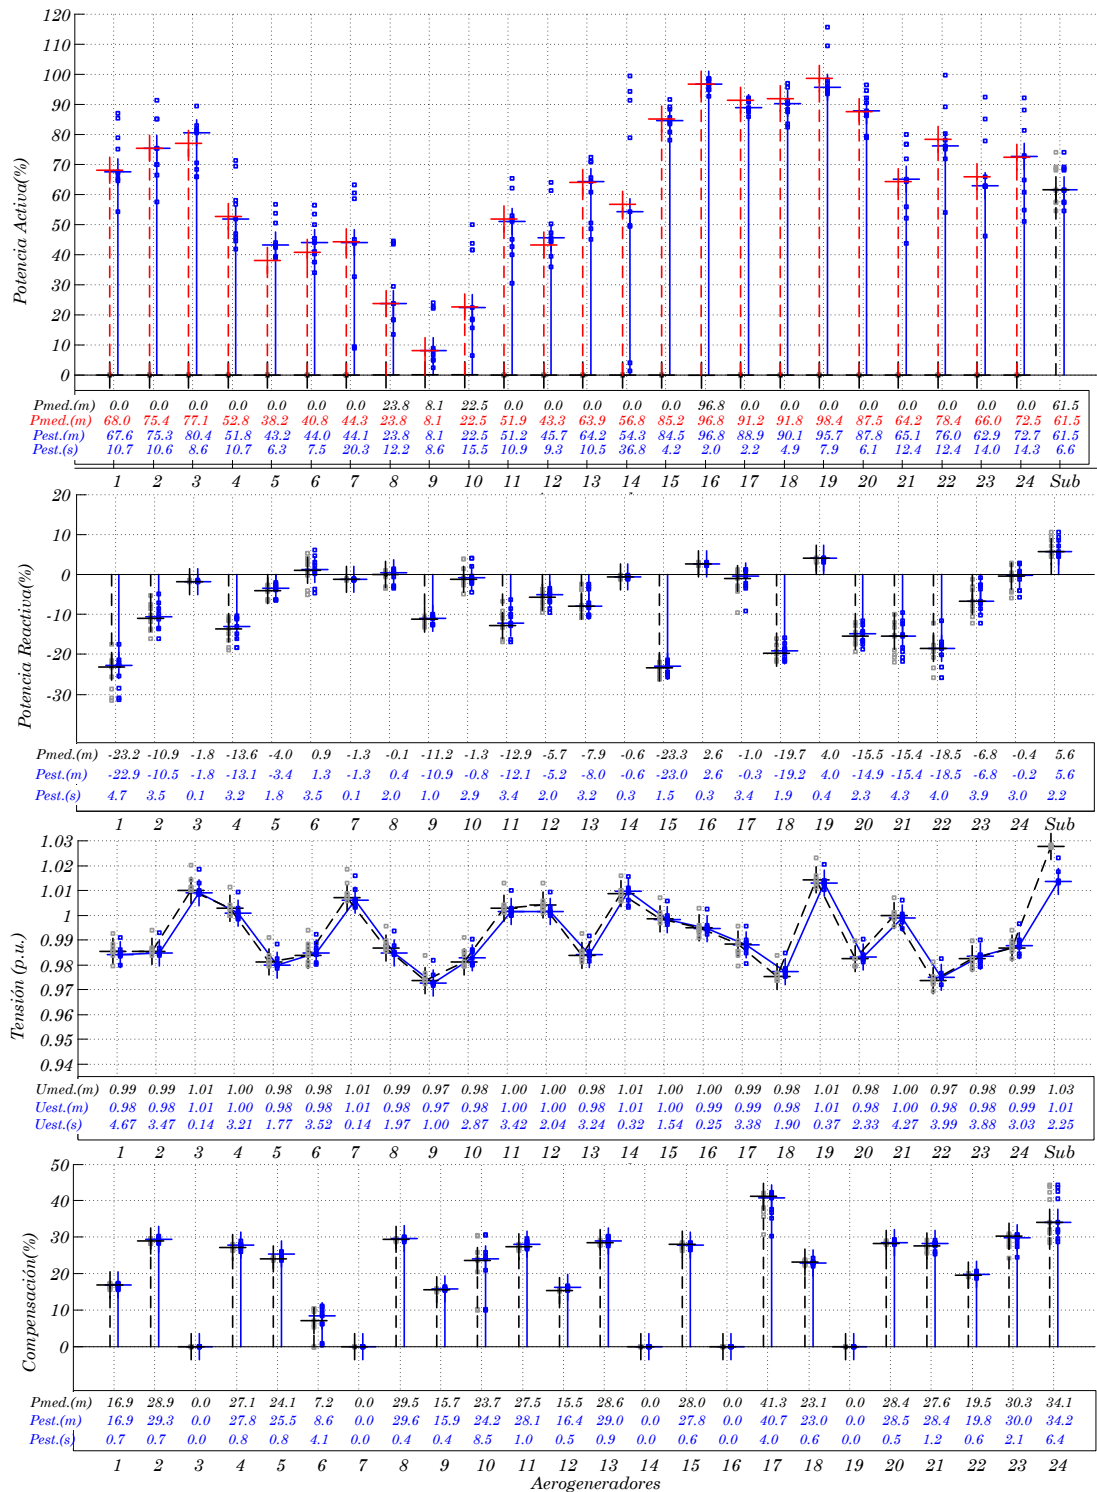 120
110
100
90
80
70
60
50
40
30
20
10
0
Potencia Activa(%)
Pmed.(m) 0.0 0.0 0.0 0.0 0.0 0.0 0.0 23.8 8.1 22.5 0.0 0.0 0.0 0.0 0.0 96.8 0.0 0.0 0.0 0.0 0.0 0.0 0.0 0.0 61.5
Pmed.(m) 68.0 75.4 77.1 52.8 38.2 40.8 44.3 23.8 8.1 22.5 51.9 43.3 63.9 56.8 85.2 96.8 91.2 91.8 98.4 87.5 64.2 78.4 66.0 72.5 61.5
Pest.(m) 67.6 75.3 80.4 51.8 43.2 44.0 44.1 23.8 8.1 22.5 51.2 45.7 64.2 54.3 84.5 96.8 88.9 90.1 95.7 87.8 65.1 76.0 62.9 72.7 61.5
Pest.(s) 10.7 10.6 8.6 10.7 6.3 7.5 20.3 12.2 8.6 15.5 10.9 9.3 10.5 36.8 4.2 2.0 2.2 4.9 7.9 6.1 12.4 12.4 14.0 14.3 6.6
1 2 3 4 5 6 7 8 9 10 11 12 13 14 15 16 17 18 19 20 21 22 23 24 Sub
20
10
0
-10
-20
-30
Potencia Reactiva(%)
Pmed.(m) -23.2 -10.9 -1.8 -13.6 -4.0 0.9 -1.3 -0.1 -11.2 -1.3 -12.9 -5.7 -7.9 -0.6 -23.3 2.6 -1.0 -19.7 4.0 -15.5 -15.4 -18.5 -6.8 -0.4 5.6
Pest.(m) -22.9 -10.5 -1.8 -13.1 -3.4 1.3 -1.3 0.4 -10.9 -0.8 -12.1 -5.2 -8.0 -0.6 -23.0 2.6 -0.3 -19.2 4.0 -14.9 -15.4 -18.5 -6.8 -0.2 5.6
Pest.(s) 4.7 3.5 0.1 3.2 1.8 3.5 0.1 2.0 1.0 2.9 3.4 2.0 3.2 0.3 1.5 0.3 3.4 1.9 0.4 2.3 4.3 4.0 3.9 3.0 2.2
1 2 3 4 5 6 7 8 9 10 11 12 13 14 15 16 17 18 19 20 21 22 23 24 Sub
1.03
1.02
1.01
1
0.99
0.98
0.97
0.96
0.95
0.94
Tensión (p.u.)
Umed.(m) 0.99 0.99 1.01 1.00 0.98 0.98 1.01 0.99 0.97 0.98 1.00 1.00 0.98 1.01 1.00 1.00 0.99 0.98 1.01 0.98 1.00 0.97 0.98 0.99 1.03
Uest.(m) 0.98 0.98 1.01 1.00 0.98 0.98 1.01 0.98 0.97 0.98 1.00 1.00 0.98 1.01 1.00 0.99 0.99 0.98 1.01 0.98 1.00 0.98 0.98 0.99 1.01
Uest.(s) 4.67 3.47 0.14 3.21 1.77 3.52 0.14 1.97 1.00 2.87 3.42 2.04 3.24 0.32 1.54 0.25 3.38 1.90 0.37 2.33 4.27 3.99 3.88 3.03 2.25
1 2 3 4 5 6 7 8 9 10 11 12 13 14 15 16 17 18 19 20 21 22 23 24 Sub
50
40
30
20
10
0
Compensación(%)
Pmed.(m) 16.9 28.9 0.0 27.1 24.1 7.2 0.0 29.5 15.7 23.7 27.5 15.5 28.6 0.0 28.0 0.0 41.3 23.1 0.0 28.4 27.6 19.5 30.3 34.1
Pest.(m) 16.9 29.3 0.0 27.8 25.5 8.6 0.0 29.6 15.9 24.2 28.1 16.4 29.0 0.0 27.8 0.0 40.7 23.0 0.0 28.5 28.4 19.8 30.0 34.2
Pest.(s) 0.7 0.7 0.0 0.8 0.8 4.1 0.0 0.4 0.4 8.5 1.0 0.5 0.9 0.0 0.6 0.0 4.0 0.6 0.0 0.5 1.2 0.6 2.1 6.4
1 2 3 4 5 6 7 8 9 10 11 12 13 14 15 16 17 18 19 20 21 22 23 24
Aerogeneradores